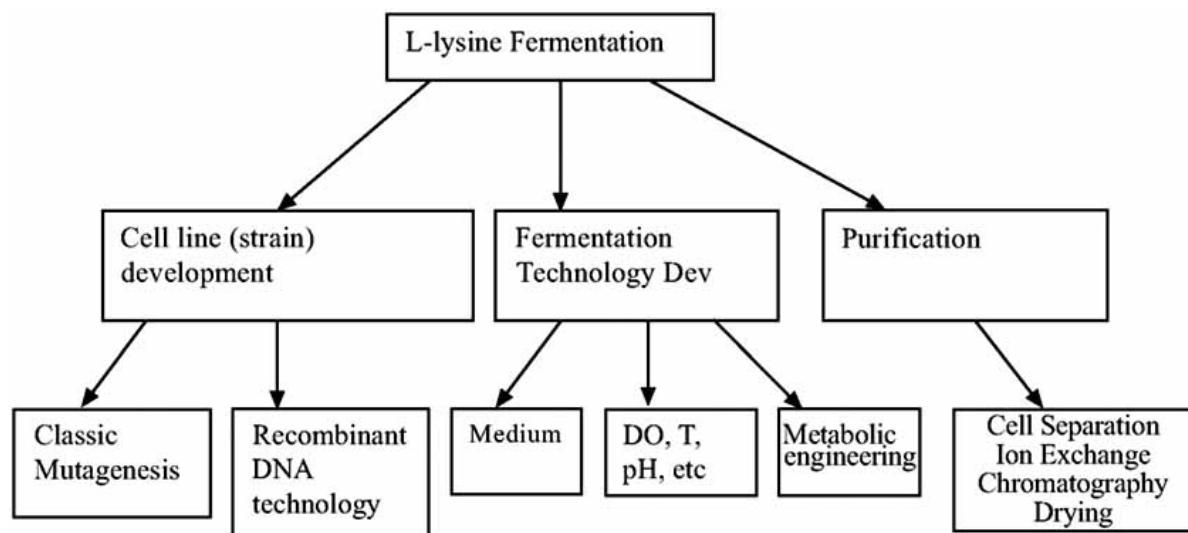 L-lysine Fermentation
Cell line (strain)
development
Fermentation
Technology Dev
Purification
Classic
Mutagenesis
Recombinant
DNA
technology
Medium
DO, T,
pH, etc
Metabolic
engineering
Cell Separation
Ion Exchange
Chromatography
Drying